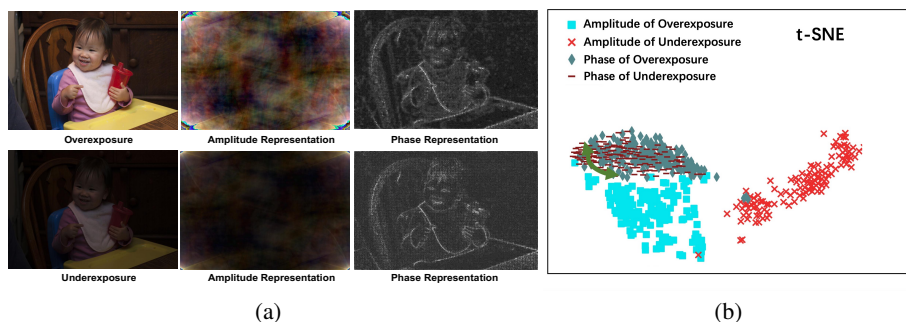 Overexposure
Amplitude Representation
Phase Representation
Underexposure
Amplitude Representation
Phase Representation
(a)
t-SNE
Amplitude of Overexposure
Amplitude of Underexposure
Phase of Overexposure
Phase of Underexposure
(b)